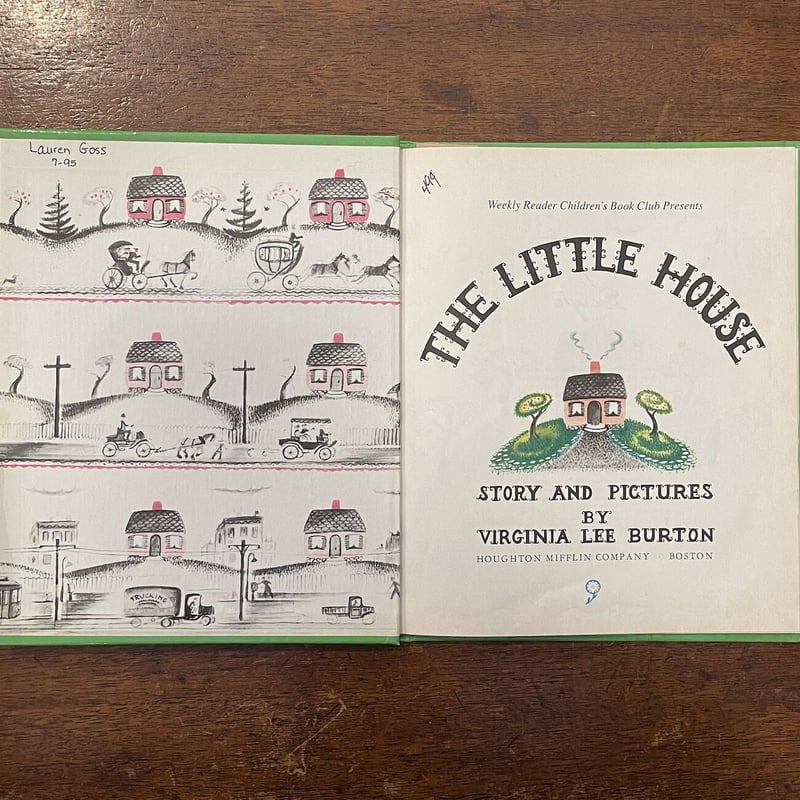 Lauren Goss
7-95
TRUCKING
499
Weekly Reader Children's Book Club Presents
THE LITTLE HOUSE
STORY AND PICTURES
BY
VIRGINIA LEE BURTON
HOUGHTON MIFFLIN COMPANY BOSTON